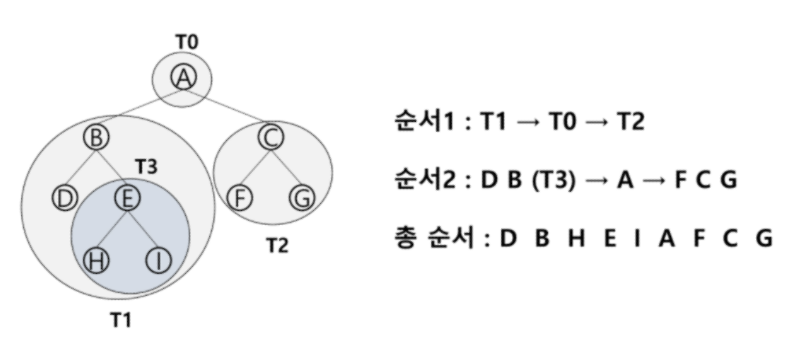 T0
A
B
C
T3
D
E
F
G
H
I
T2
T1
순서1 : T1 → T0 → T2
순서2 : D B (T3) → A → F C G
총 순서 : D B H E I A F C G